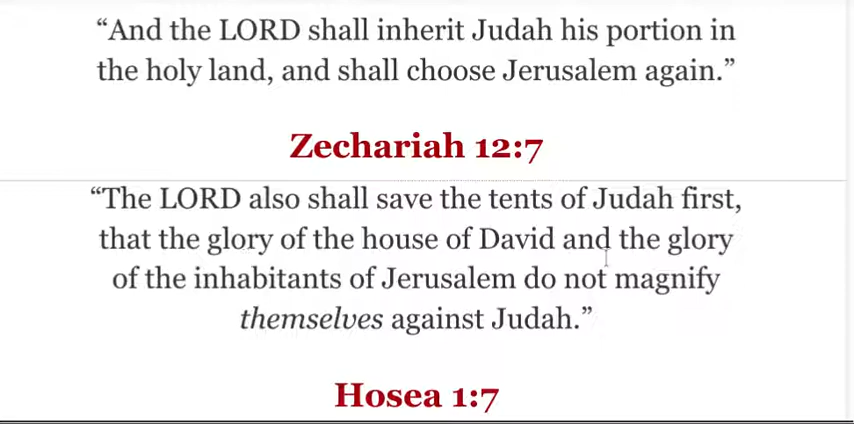 “And the LORD shall inherit Judah his portion in
the holy land, and shall choose Jerusalem again.”
Zechariah 12:7
“The LORD also shall save the tents of Judah first,
that the glory of the house of David and the glory
of the inhabitants of Jerusalem do not magnify
themselves against Judah.”
Hosea 1:7